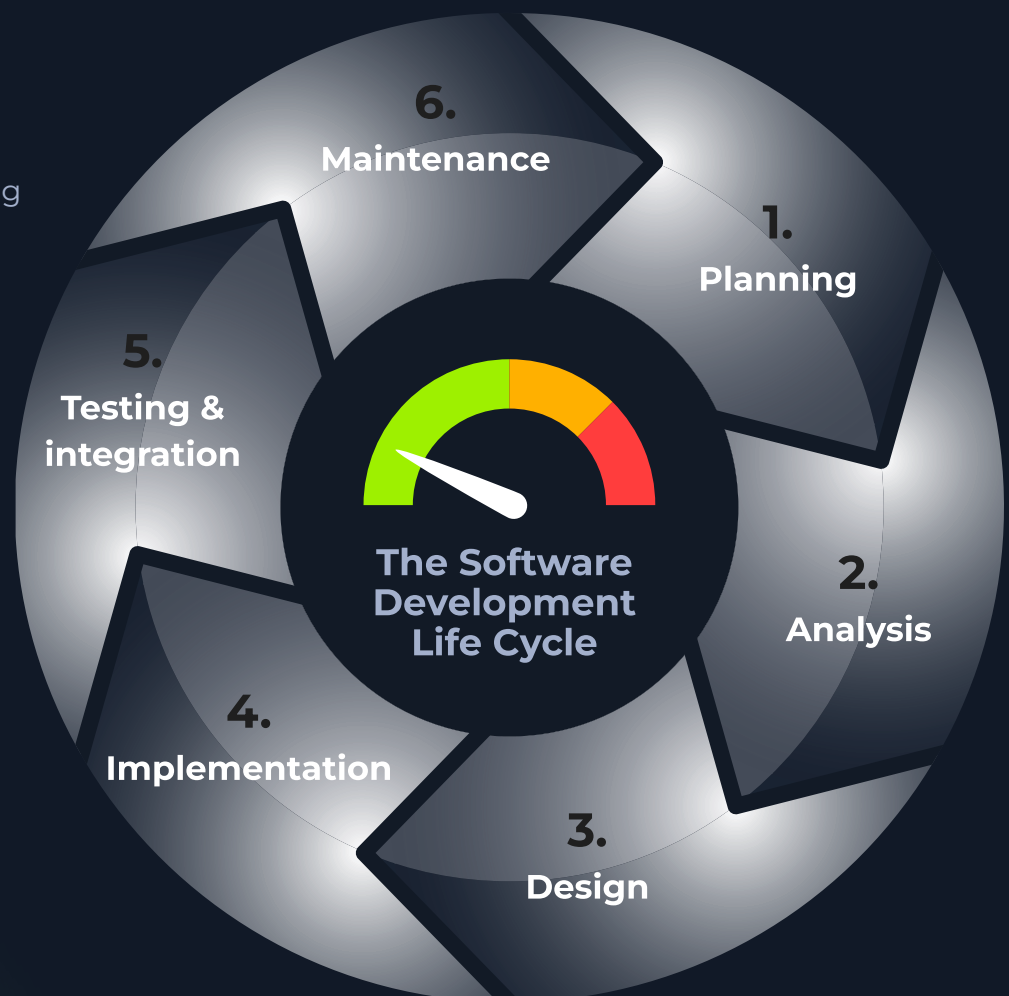 g
6.
Maintenance
1.
Planning
5.
Testing &
integration
2.
Analysis
4.
Implementation
3.
Design
The Software
Development
Life Cycle